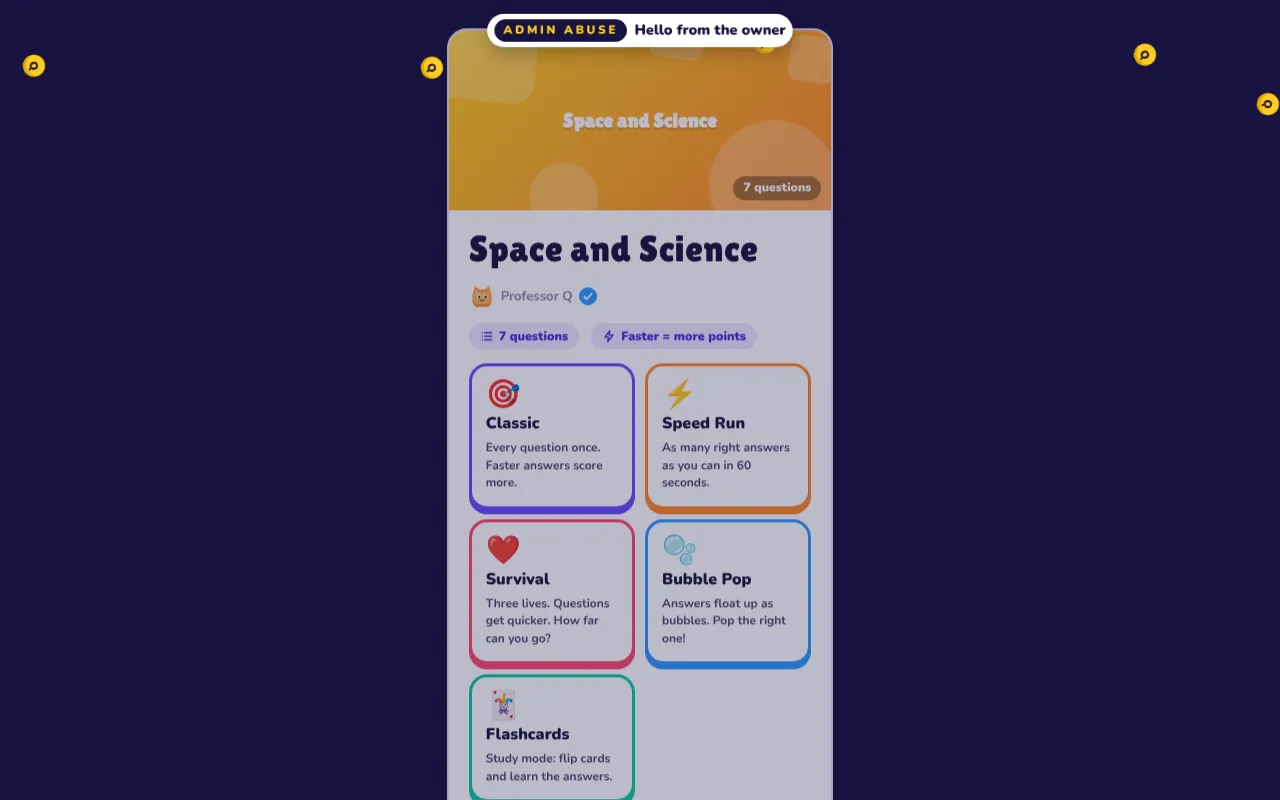 ADMIN ABUSE Hello from the owner
Space and Science
7 questions
Space and Science
Professor Q
7 questions
Faster = more points
Classic
Every question once.
Faster answers score
more.
Speed Run
As many right answers
as you can in 60
seconds.
Survival
Three lives. Questions
get quicker. How far
can you go?
Bubble Pop
Answers float up as
bubbles. Pop the right
one!
Flashcards
Study mode: flip cards
and learn the answers.